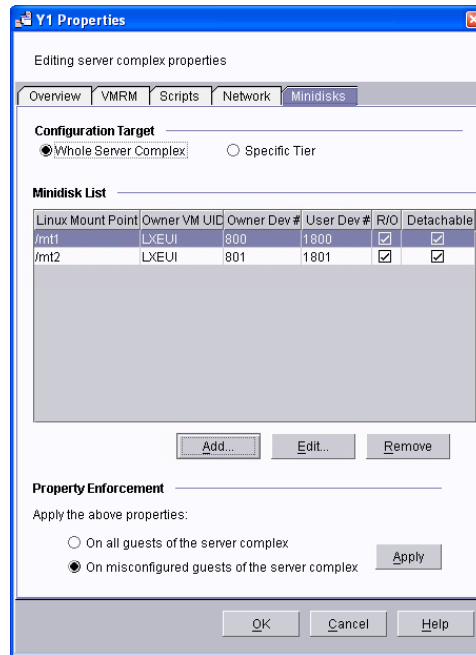 Y1 Properties
Editing server complex properties
Overview VMRM Scripts Network Minidisks
Configuration Target
Whole Server Complex Specific Tier
Minidisk List
Linux Mount Point Owner VM UID Owner Dev # User Dev # R/O Detachable
/mt1 LXEUI 800 1800
/mt2 LXEUI 801 1801
Add... Edit... Remove
Property Enforcement
Apply the above properties:
On all guests of the server complex
On misconfigured guests of the server complex
Apply
OK Cancel Help